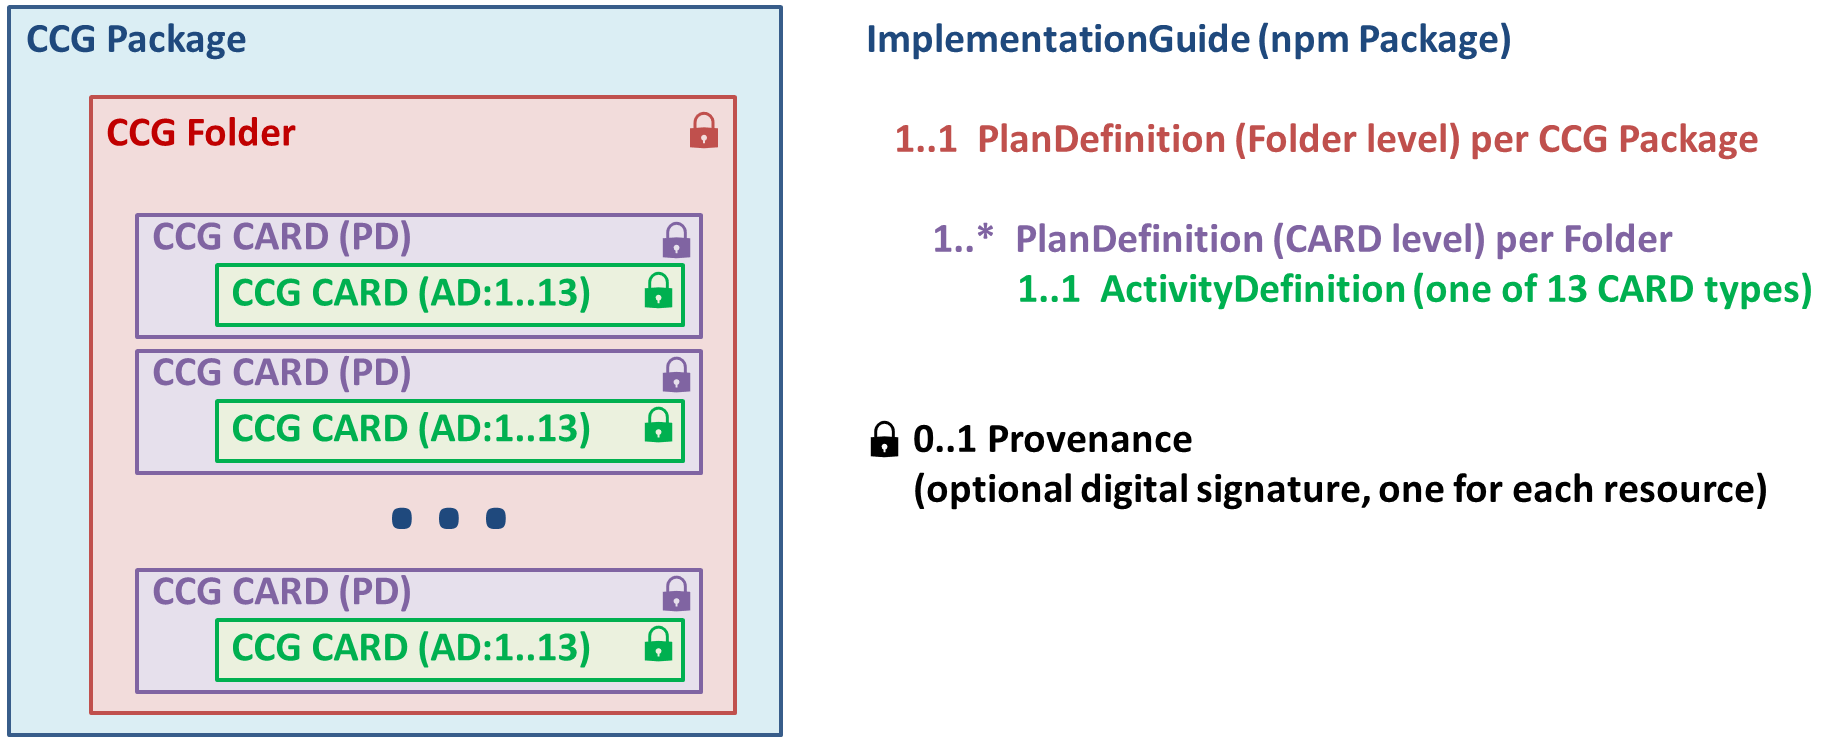 CCG Package
CCG Folder
CCG CARD (PD)
CCG CARD (AD:1..13)
CCG CARD (PD)
CCG CARD (AD:1..13)
CCG CARD (PD)
CCG CARD (AD:1..13)
ImplementationGuide (npm Package)
1..1 PlanDefinition (Folder level) per CCG Package
1..* PlanDefinition (CARD level) per Folder
1..1 ActivityDefinition (one of 13 CARD types)
0..1 Provenance
(optional digital signature, one for each resource)